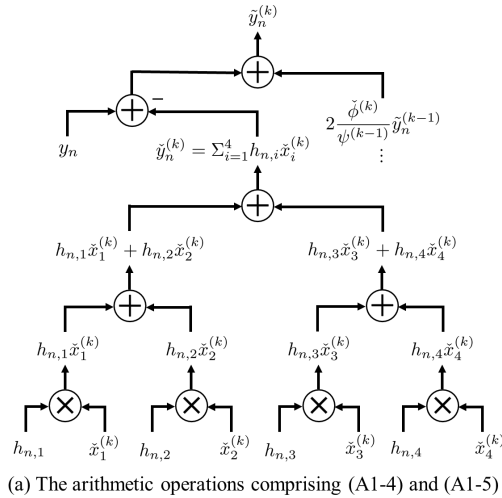 ỹ_n^{(k)}
+
+ −
y_n
y̌_n^{(k)} = Σ_{i=1}^{4} h_{n,i} x̌_i^{(k)}
2 \frac{φ̌^{(k)}}{ψ^{(k-1)}} ỹ_n^{(k-1)}
⋮
+
h_{n,1} x̌_1^{(k)} + h_{n,2} x̌_2^{(k)} h_{n,3} x̌_3^{(k)} + h_{n,4} x̌_4^{(k)}
+ +
h_{n,1} x̌_1^{(k)} h_{n,2} x̌_2^{(k)} h_{n,3} x̌_3^{(k)} h_{n,4} x̌_4^{(k)}
× × × ×
h_{n,1} x̌_1^{(k)} h_{n,2} x̌_2^{(k)} h_{n,3} x̌_3^{(k)} h_{n,4} x̌_4^{(k)}
(a) The arithmetic operations comprising (A1-4) and (A1-5)